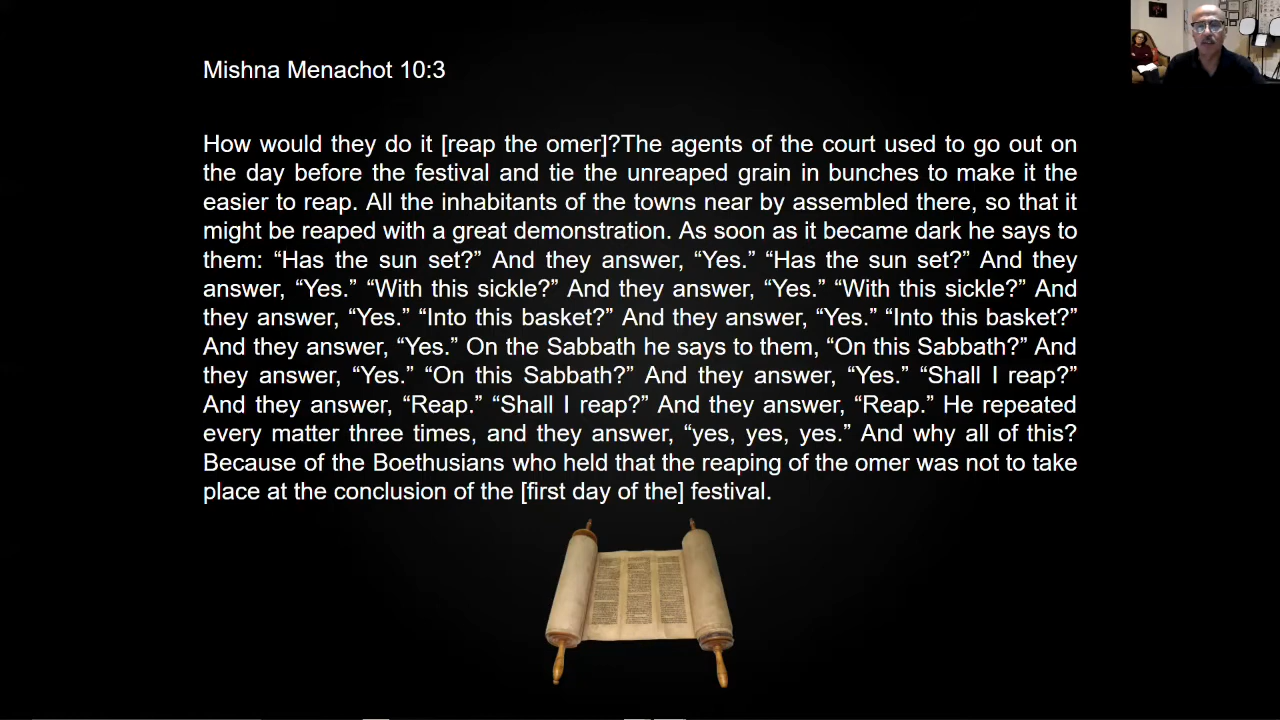 Mishna Menachot 10:3
How would they do it [reap the omer]?The agents of the court used to go out on
the day before the festival and tie the unreaped grain in bunches to make it the
easier to reap. All the inhabitants of the towns near by assembled there, so that it
might be reaped with a great demonstration. As soon as it became dark he says to
them: “Has the sun set?” And they answer, “Yes.” “Has the sun set?” And they
answer, “Yes.” “With this sickle?” And they answer, “Yes.” “With this sickle?” And
they answer, “Yes.” “Into this basket?” And they answer, “Yes.” “Into this basket?”
And they answer, “Yes.” On the Sabbath he says to them, “On this Sabbath?” And
they answer, “Yes.” “On this Sabbath?” And they answer, “Yes.” “Shall I reap?”
And they answer, “Reap.” “Shall I reap?” And they answer, “Reap.” He repeated
every matter three times, and they answer, “yes, yes, yes.” And why all of this?
Because of the Boethusians who held that the reaping of the omer was not to take
place at the conclusion of the [first day of the] festival.